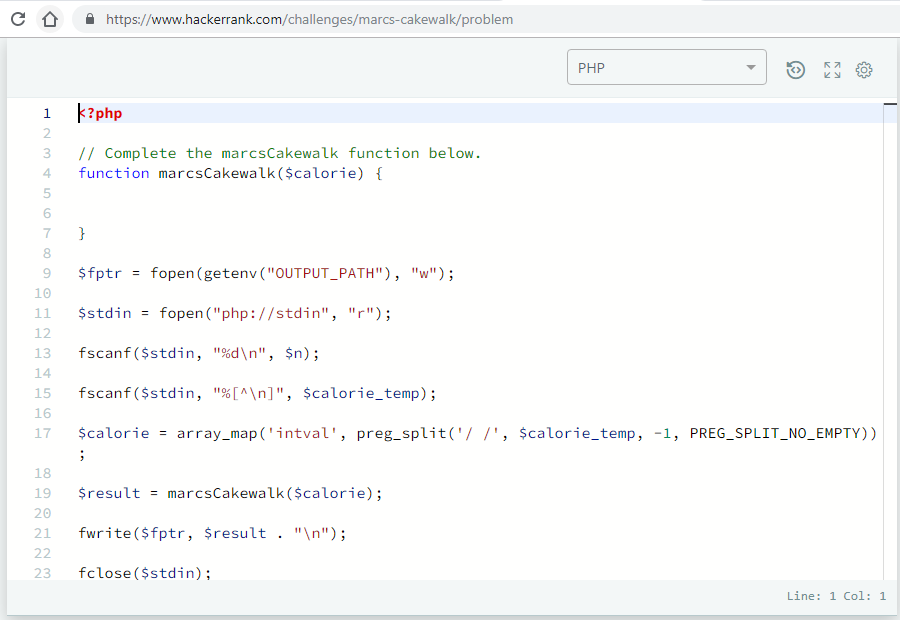 https://www.hackerrank.com/challenges/marcs-cakewalk/problem
PHP
1 <?php
2
3 // Complete the marcsCakewalk function below.
4 function marcsCakewalk($calorie) {
5
6
7 }
8
9 $fptr = fopen(getenv("OUTPUT_PATH"), "w");
10
11 $stdin = fopen("php://stdin", "r");
12
13 fscanf($stdin, "%d\n", $n);
14
15 fscanf($stdin, "%[^\n]", $calorie_temp);
16
17 $calorie = array_map('intval', preg_split('/ /', $calorie_temp, -1, PREG_SPLIT_NO_EMPTY))
;
18
19 $result = marcsCakewalk($calorie);
20
21 fwrite($fptr, $result . "\n");
22
23 fclose($stdin);
Line: 1 Col: 1